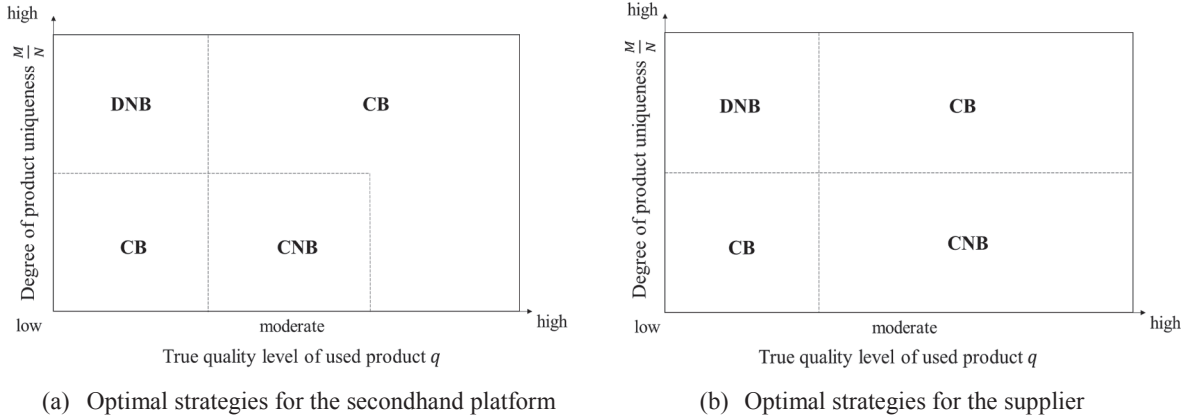 high
Degree of product uniqueness M/N
DNB
CB
CB
CNB
low
moderate
high
True quality level of used product q
(a) Optimal strategies for the secondhand platform
high
Degree of product uniqueness M/N
DNB
CB
CB
CNB
low
moderate
high
True quality level of used product q
(b) Optimal strategies for the supplier